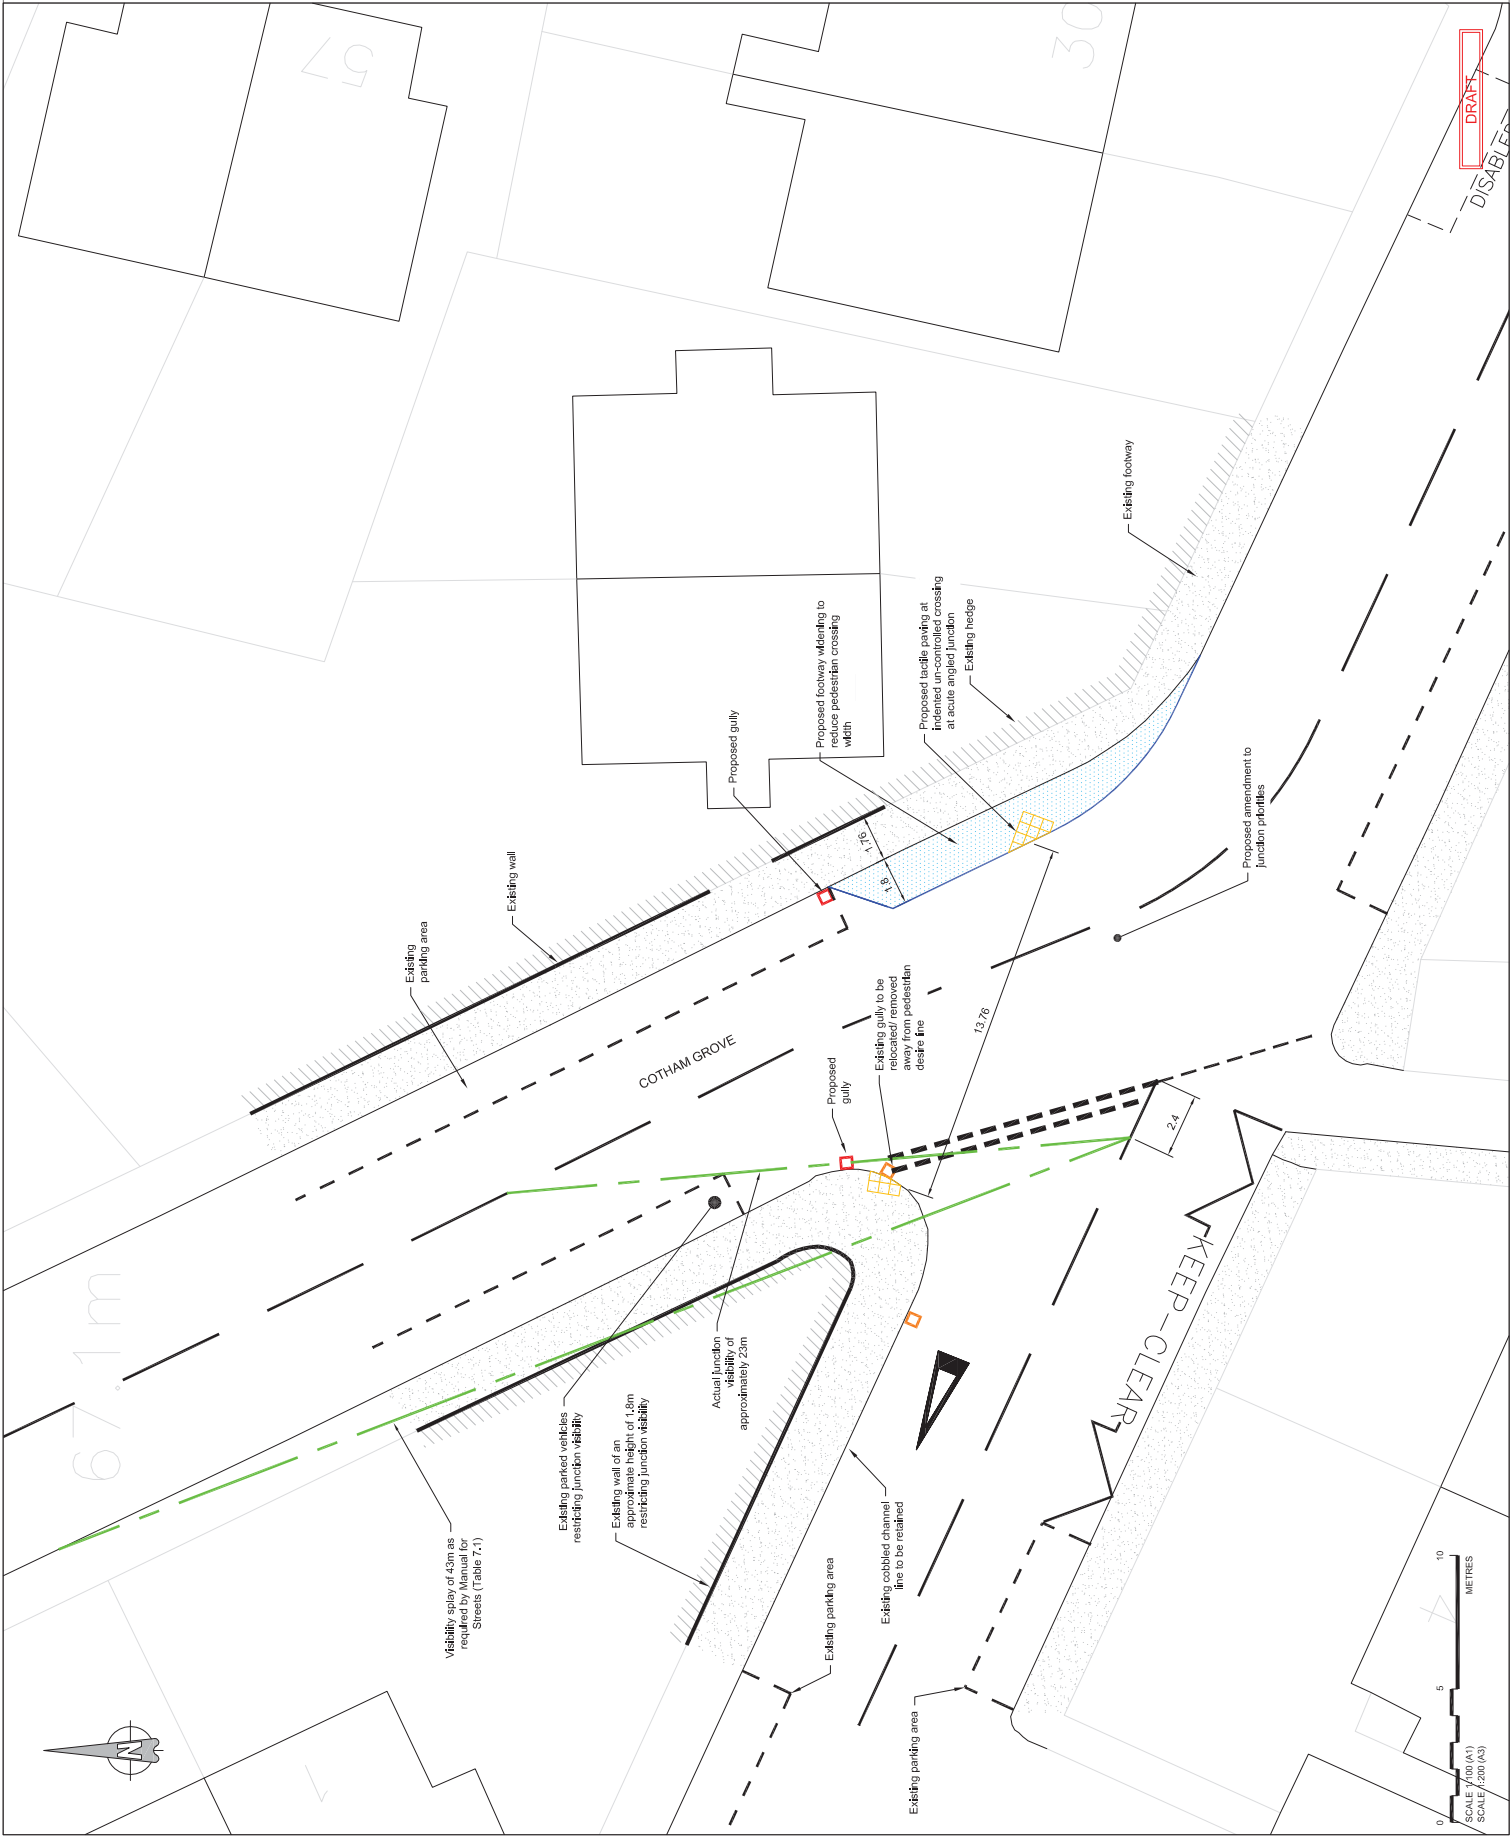 DRAFT
DISABLED
57
30
67.1m
7
4
N
Existing
parking area
Existing wall
Proposed gully
Proposed footway widening to
reduce pedestrian crossing
width
Proposed tactile paving at
indented un-controlled crossing
at acute angled junction
Existing hedge
Existing footway
1.76
1.8
COTHAM GROVE
Proposed
gully
Existing gully to be
relocated/ removed
away from pedestrian
desire line
13.76
Proposed amendment to
junction priorities
2.4
KEEP-CLEAR
Visibility splay of 43m as
required by Manual for
Streets (Table 7.1)
Existing parked vehicles
restricting junction visibility
Existing wall of an
approximate height of 1.8m
restricting junction visibility
Actual junction
visibility of
approximately 23m
Existing parking area
Existing cobbled channel
line to be retained
Existing parking area
0
5
10
METRES
SCALE 1:100 (A1)
SCALE 1:200 (A3)